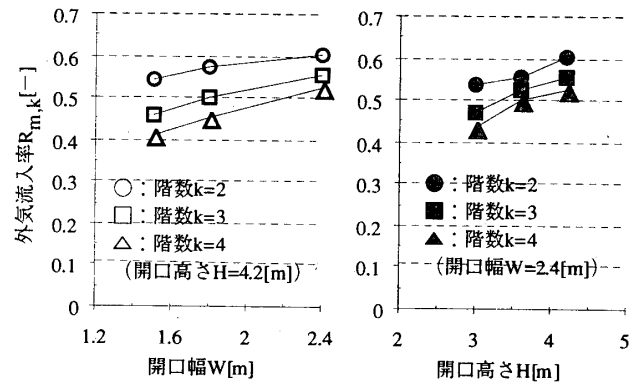 外気流入率Rm,k[—]
0.7
0.6
0.5
0.4
0.3
0.2
0.1
0
○：階数k=2
□：階数k=3
△：階数k=4
（開口高さH=4.2[m]）
1.2
1.6
2
2.4
開口幅W[m]
0.7
0.6
0.5
0.4
0.3
0.2
0.1
0
●：階数k=2
■：階数k=3
▲：階数k=4
（開口幅W=2.4[m]）
2
3
4
5
開口高さH[m]